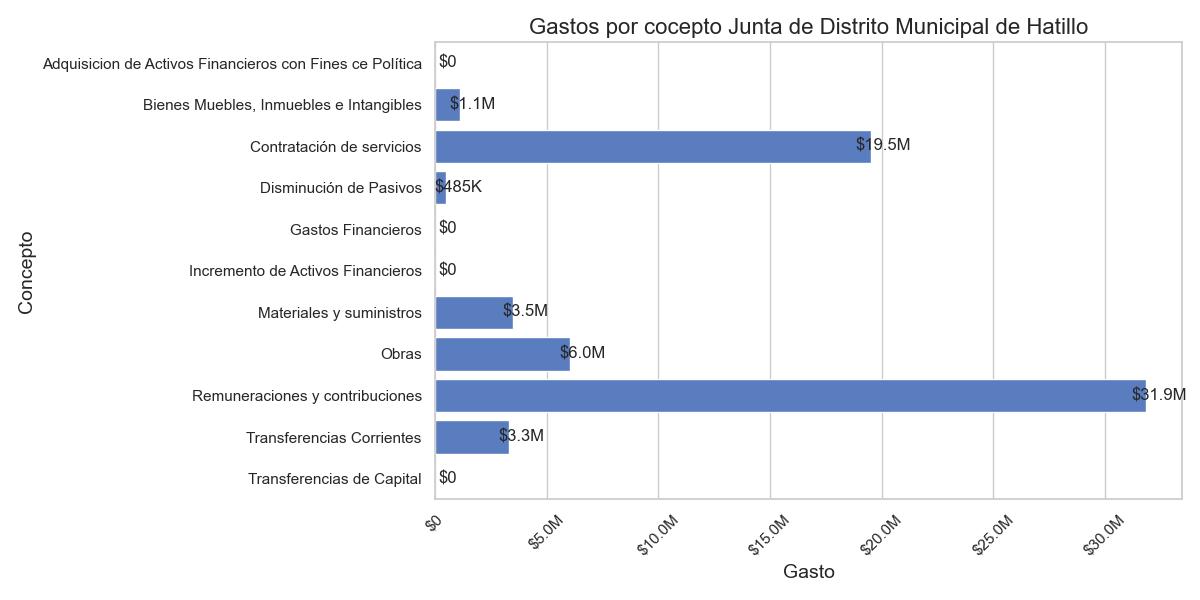 Gastos por cocepto Junta de Distrito Municipal de Hatillo
Concepto
Adquisicion de Activos Financieros con Fines ce Política $0
Bienes Muebles, Inmuebles e Intangibles $1.1M
Contratación de servicios $19.5M
Disminución de Pasivos $485K
Gastos Financieros $0
Incremento de Activos Financieros $0
Materiales y suministros $3.5M
Obras $6.0M
Remuneraciones y contribuciones $31.9M
Transferencias Corrientes $3.3M
Transferencias de Capital $0
$0 $5.0M $10.0M $15.0M $20.0M $25.0M $30.0M
Gasto